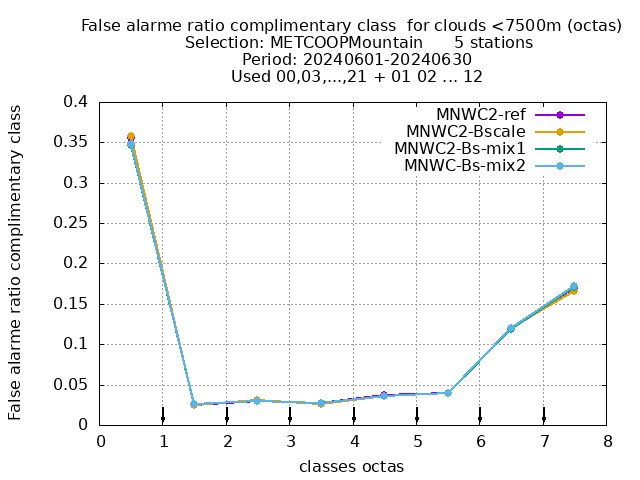 False alarme ratio complimentary class  for clouds <7500m (octas)
Selection: METCOOPMountain      5 stations
Period: 20240601-20240630
Used 00,03,...,21 + 01 02 ... 12
False alarme ratio complimentary class
0.4
0.35
0.3
0.25
0.2
0.15
0.1
0.05
0
MNWC2-ref
MNWC2-Bscale
MNWC2-Bs-mix1
MNWC-Bs-mix2
0 1 2 3 4 5 6 7 8
classes octas